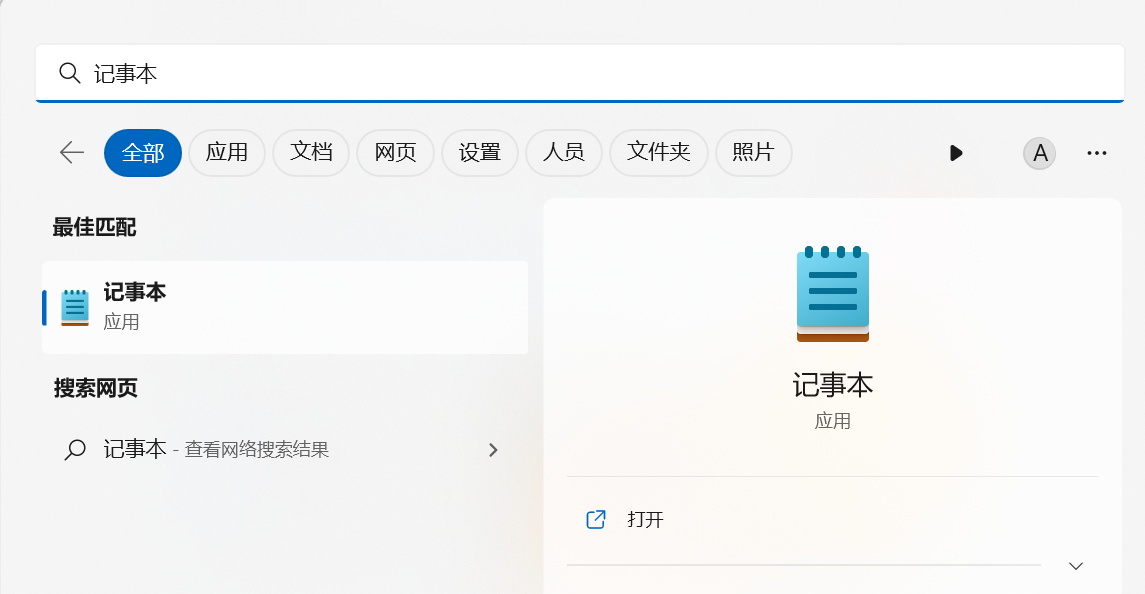 记事本
全部 应用 文档 网页 设置 人员 文件夹 照片 A
最佳匹配
记事本
应用
搜索网页
记事本 - 查看网络搜索结果
记事本
应用
打开